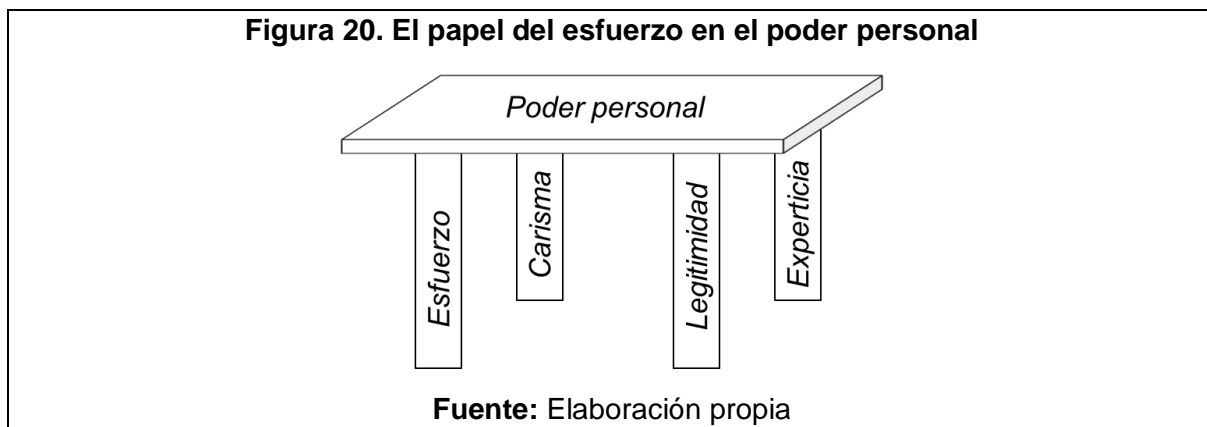 Figura 20. El papel del esfuerzo en el poder personal
Poder personal
Esfuerzo
Carisma
Legitimidad
Experticia
Fuente: Elaboración propia